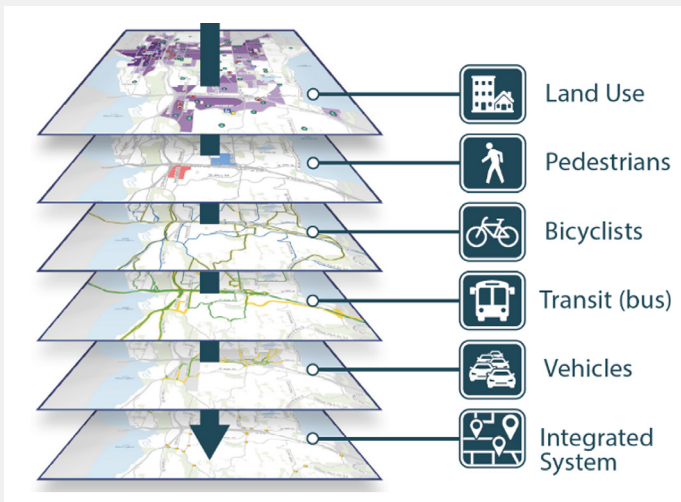 Land Use
Pedestrians
Bicyclists
Transit (bus)
Vehicles
Integrated
System